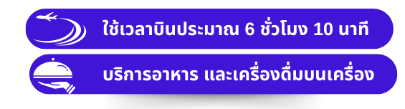 ใช้เวลาบินประมาณ 6 ชั่วโมง 10 นาที
บริการอาหาร และเครื่องดื่มบนเครื่อง